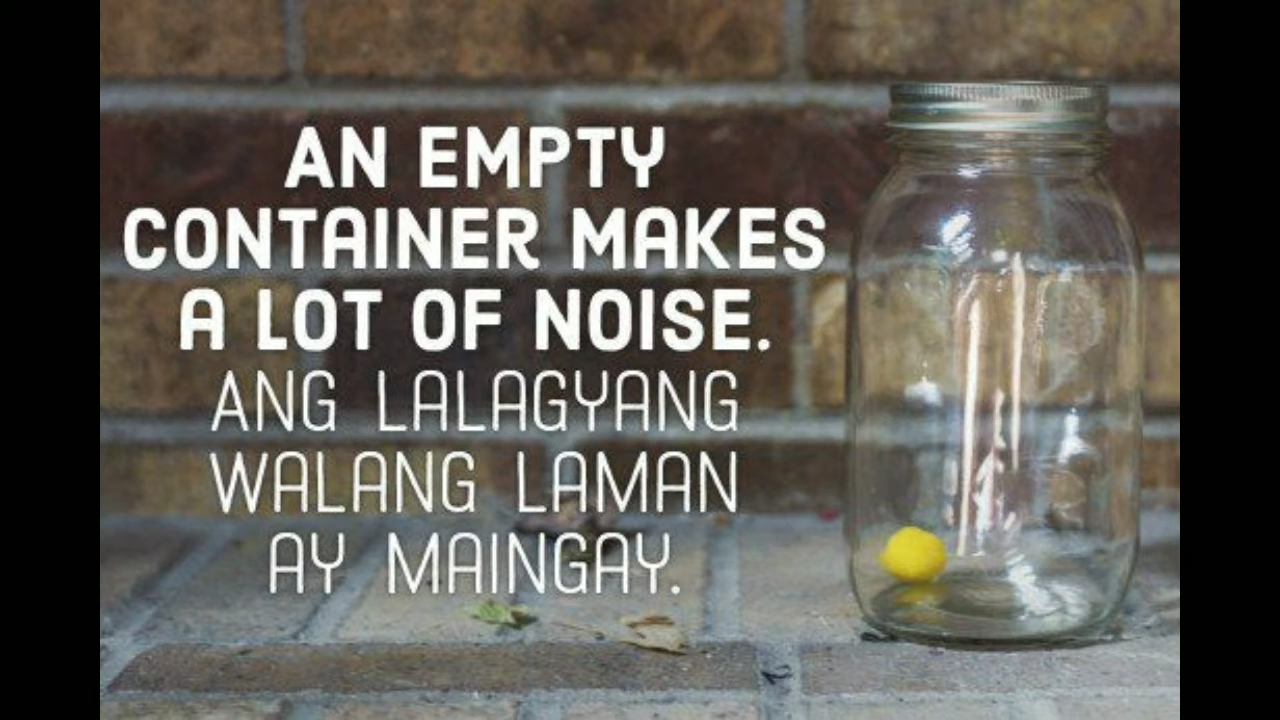 AN EMPTY
CONTAINER MAKES
A LOT OF NOISE.
ANG LALAGYANG
WALANG LAMAN
AY MAINGAY.